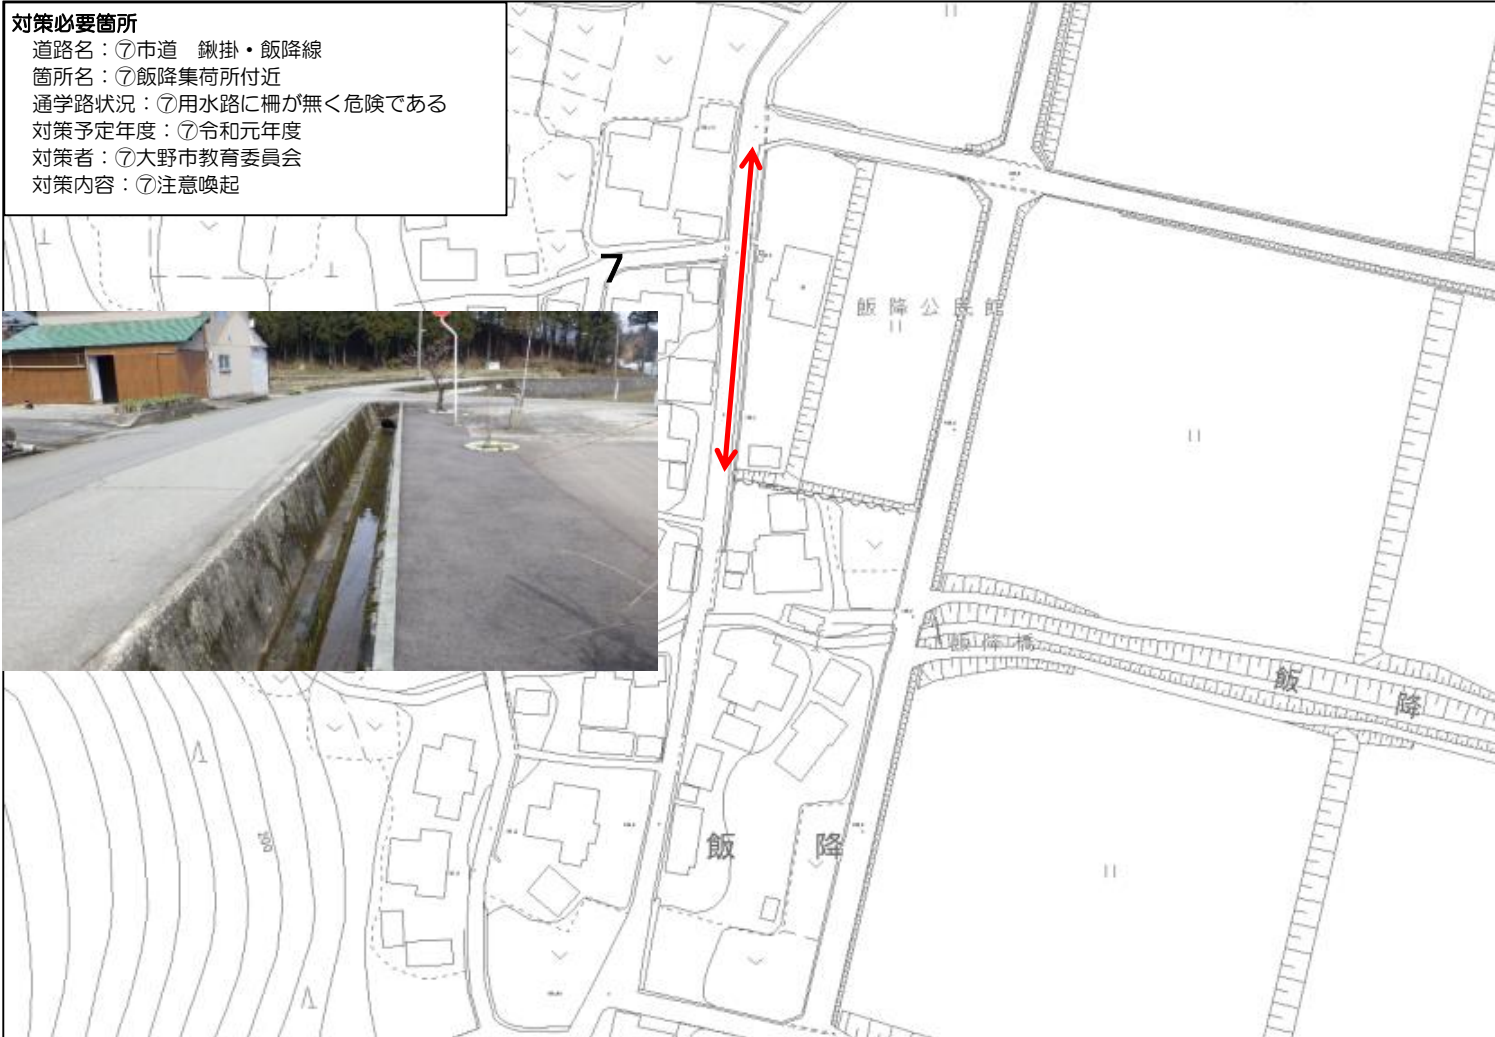 対策必要箇所
道路名：⑦市道　鍬掛・飯降線
箇所名：⑦飯降集荷所付近
通学路状況：⑦用水路に柵が無く危険である
対策予定年度：⑦令和元年度
対策者：⑦大野市教育委員会
対策内容：⑦注意喚起
7
飯降公民館
飯降橋
飯降
飯降